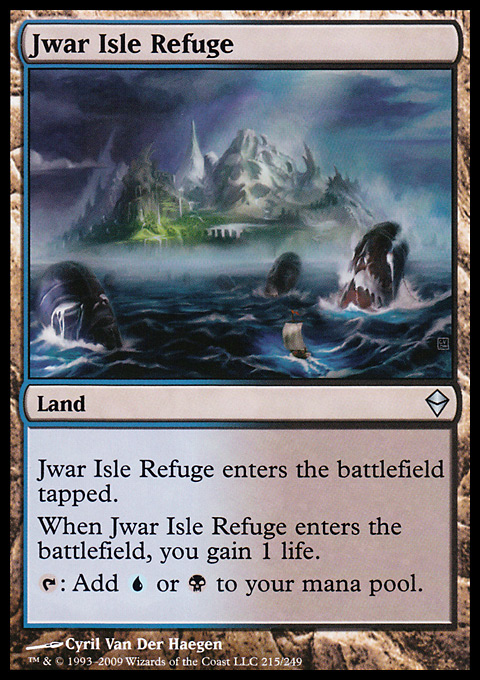 Jwar Isle Refuge
Land
Jwar Isle Refuge enters the battlefield
tapped.
When Jwar Isle Refuge enters the
battlefield, you gain 1 life.
: Add or to your mana pool.
Cyril Van Der Haegen
™ & © 1993–2009 Wizards of the Coast LLC 215/249